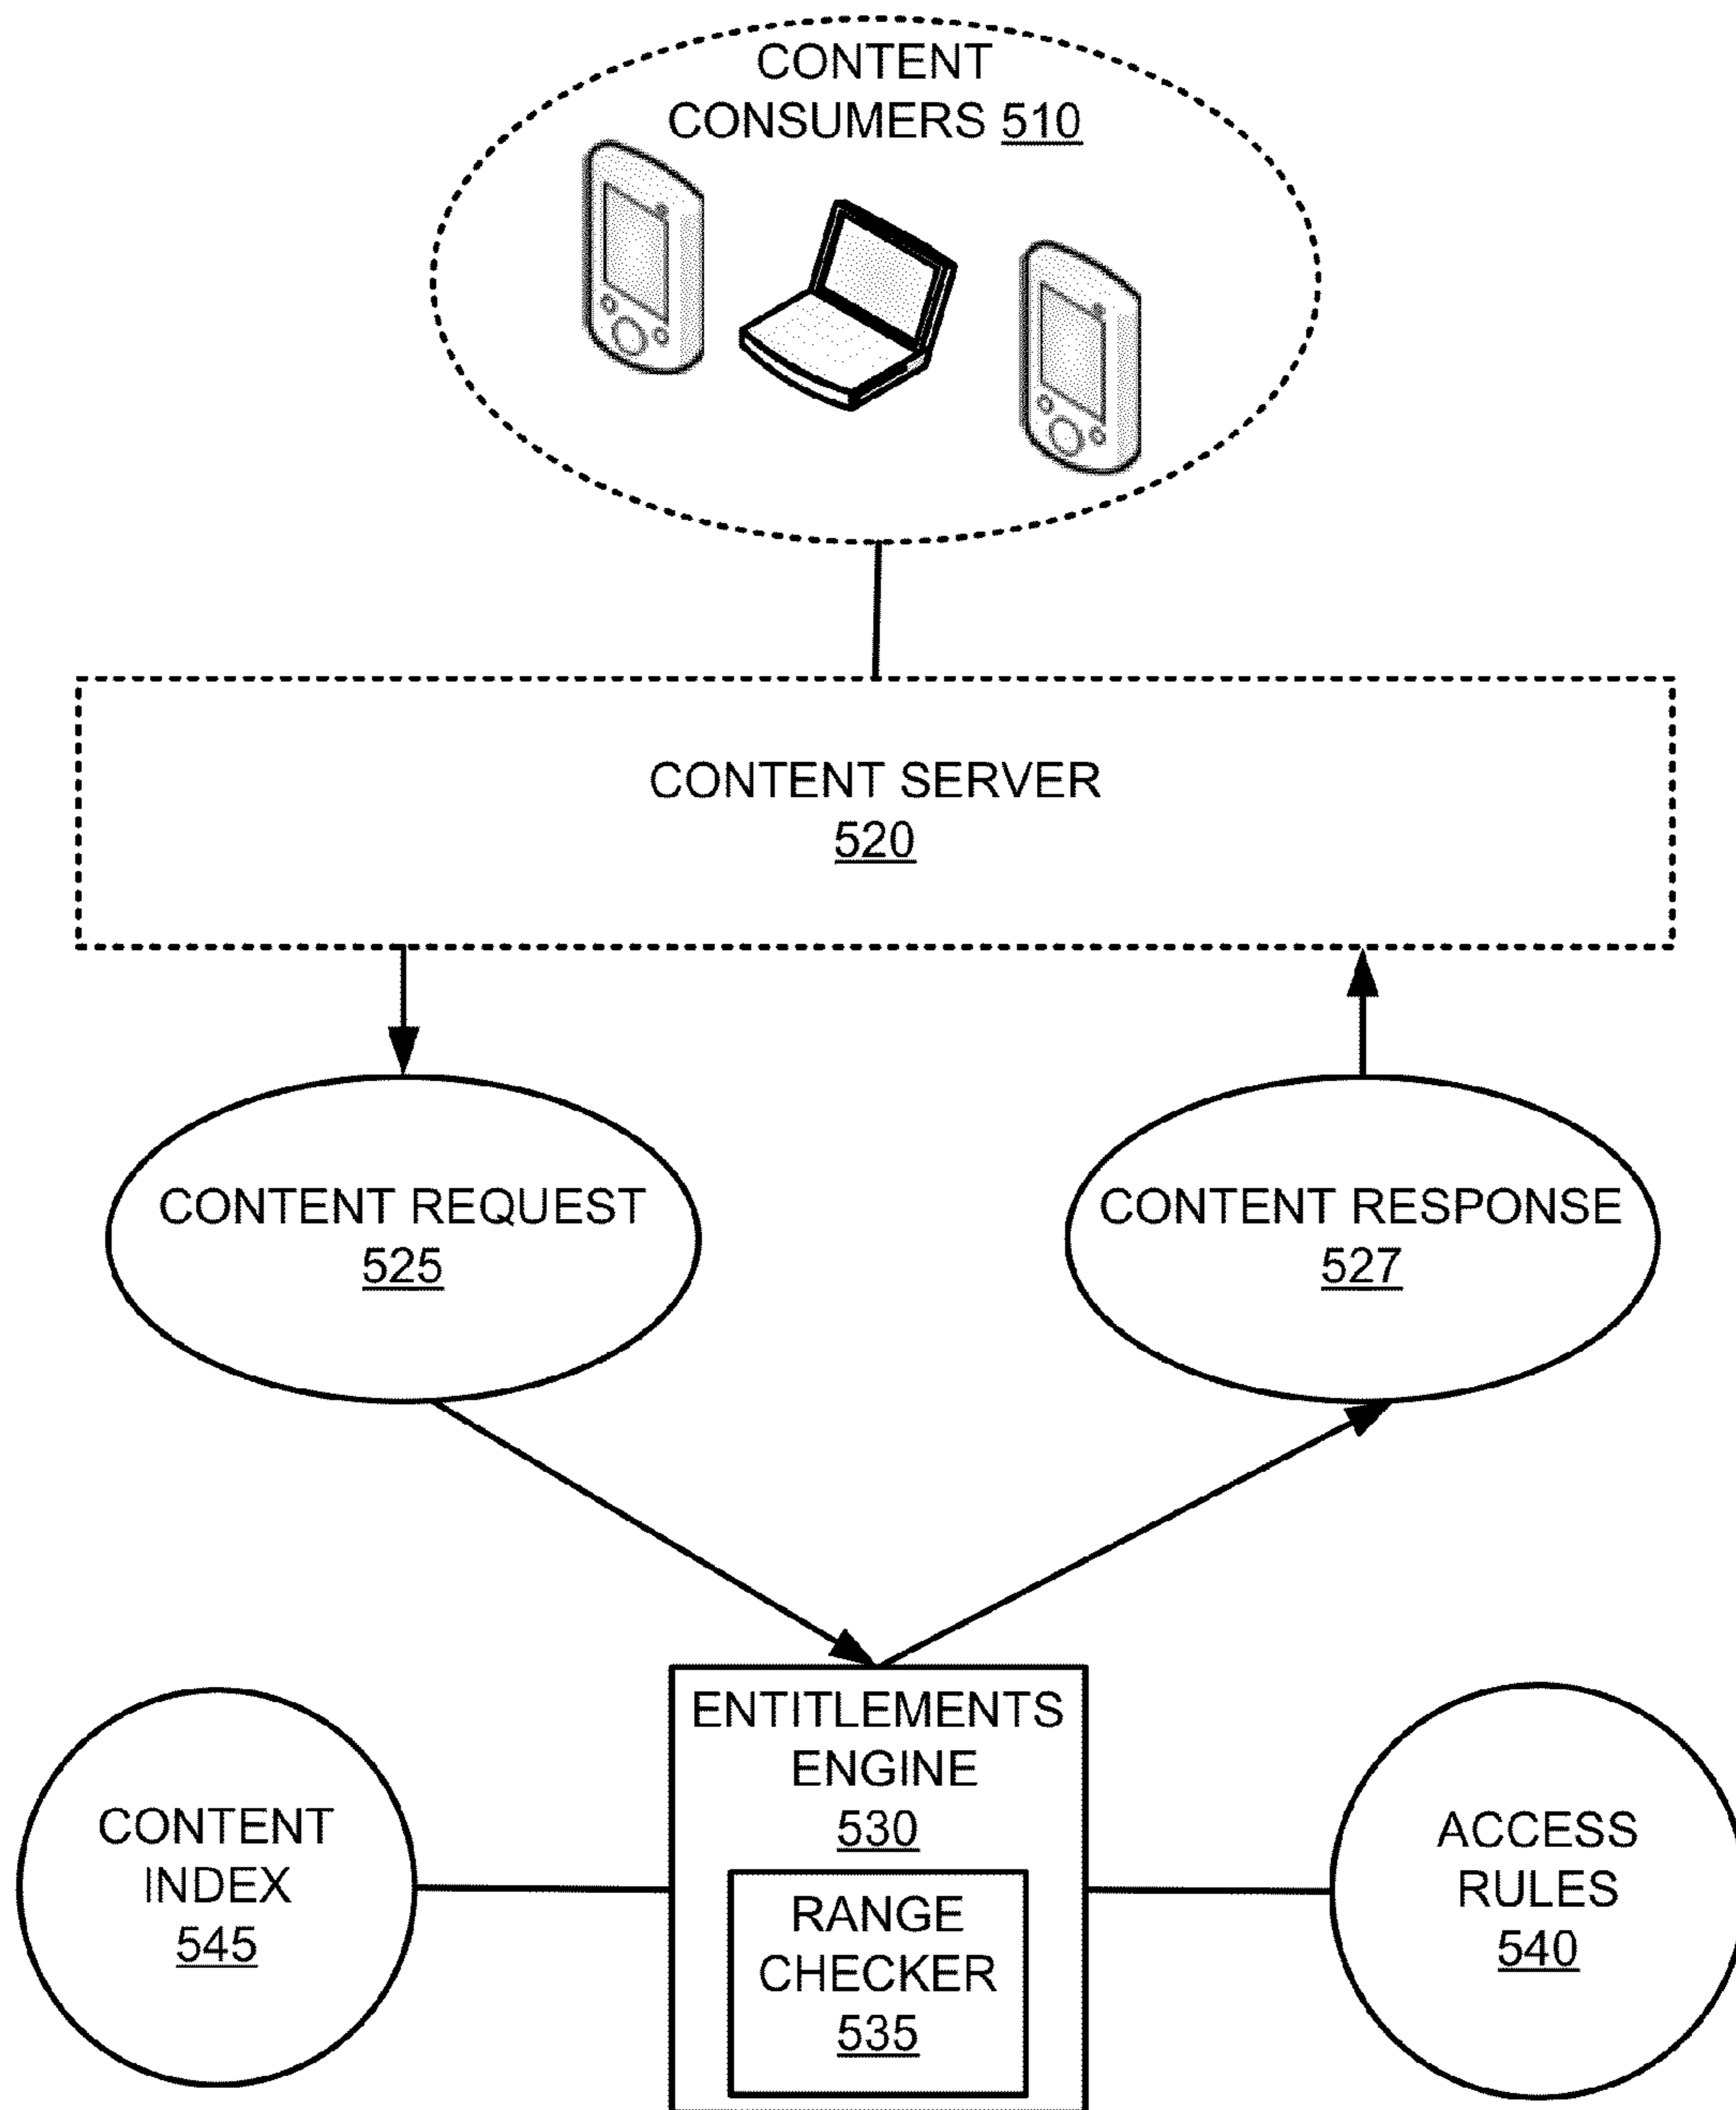 CONTENT
CONSUMERS 510
CONTENT SERVER
520
CONTENT REQUEST
525
CONTENT RESPONSE
527
ENTITLEMENTS
ENGINE
530
RANGE
CHECKER
535
CONTENT
INDEX
545
ACCESS
RULES
540